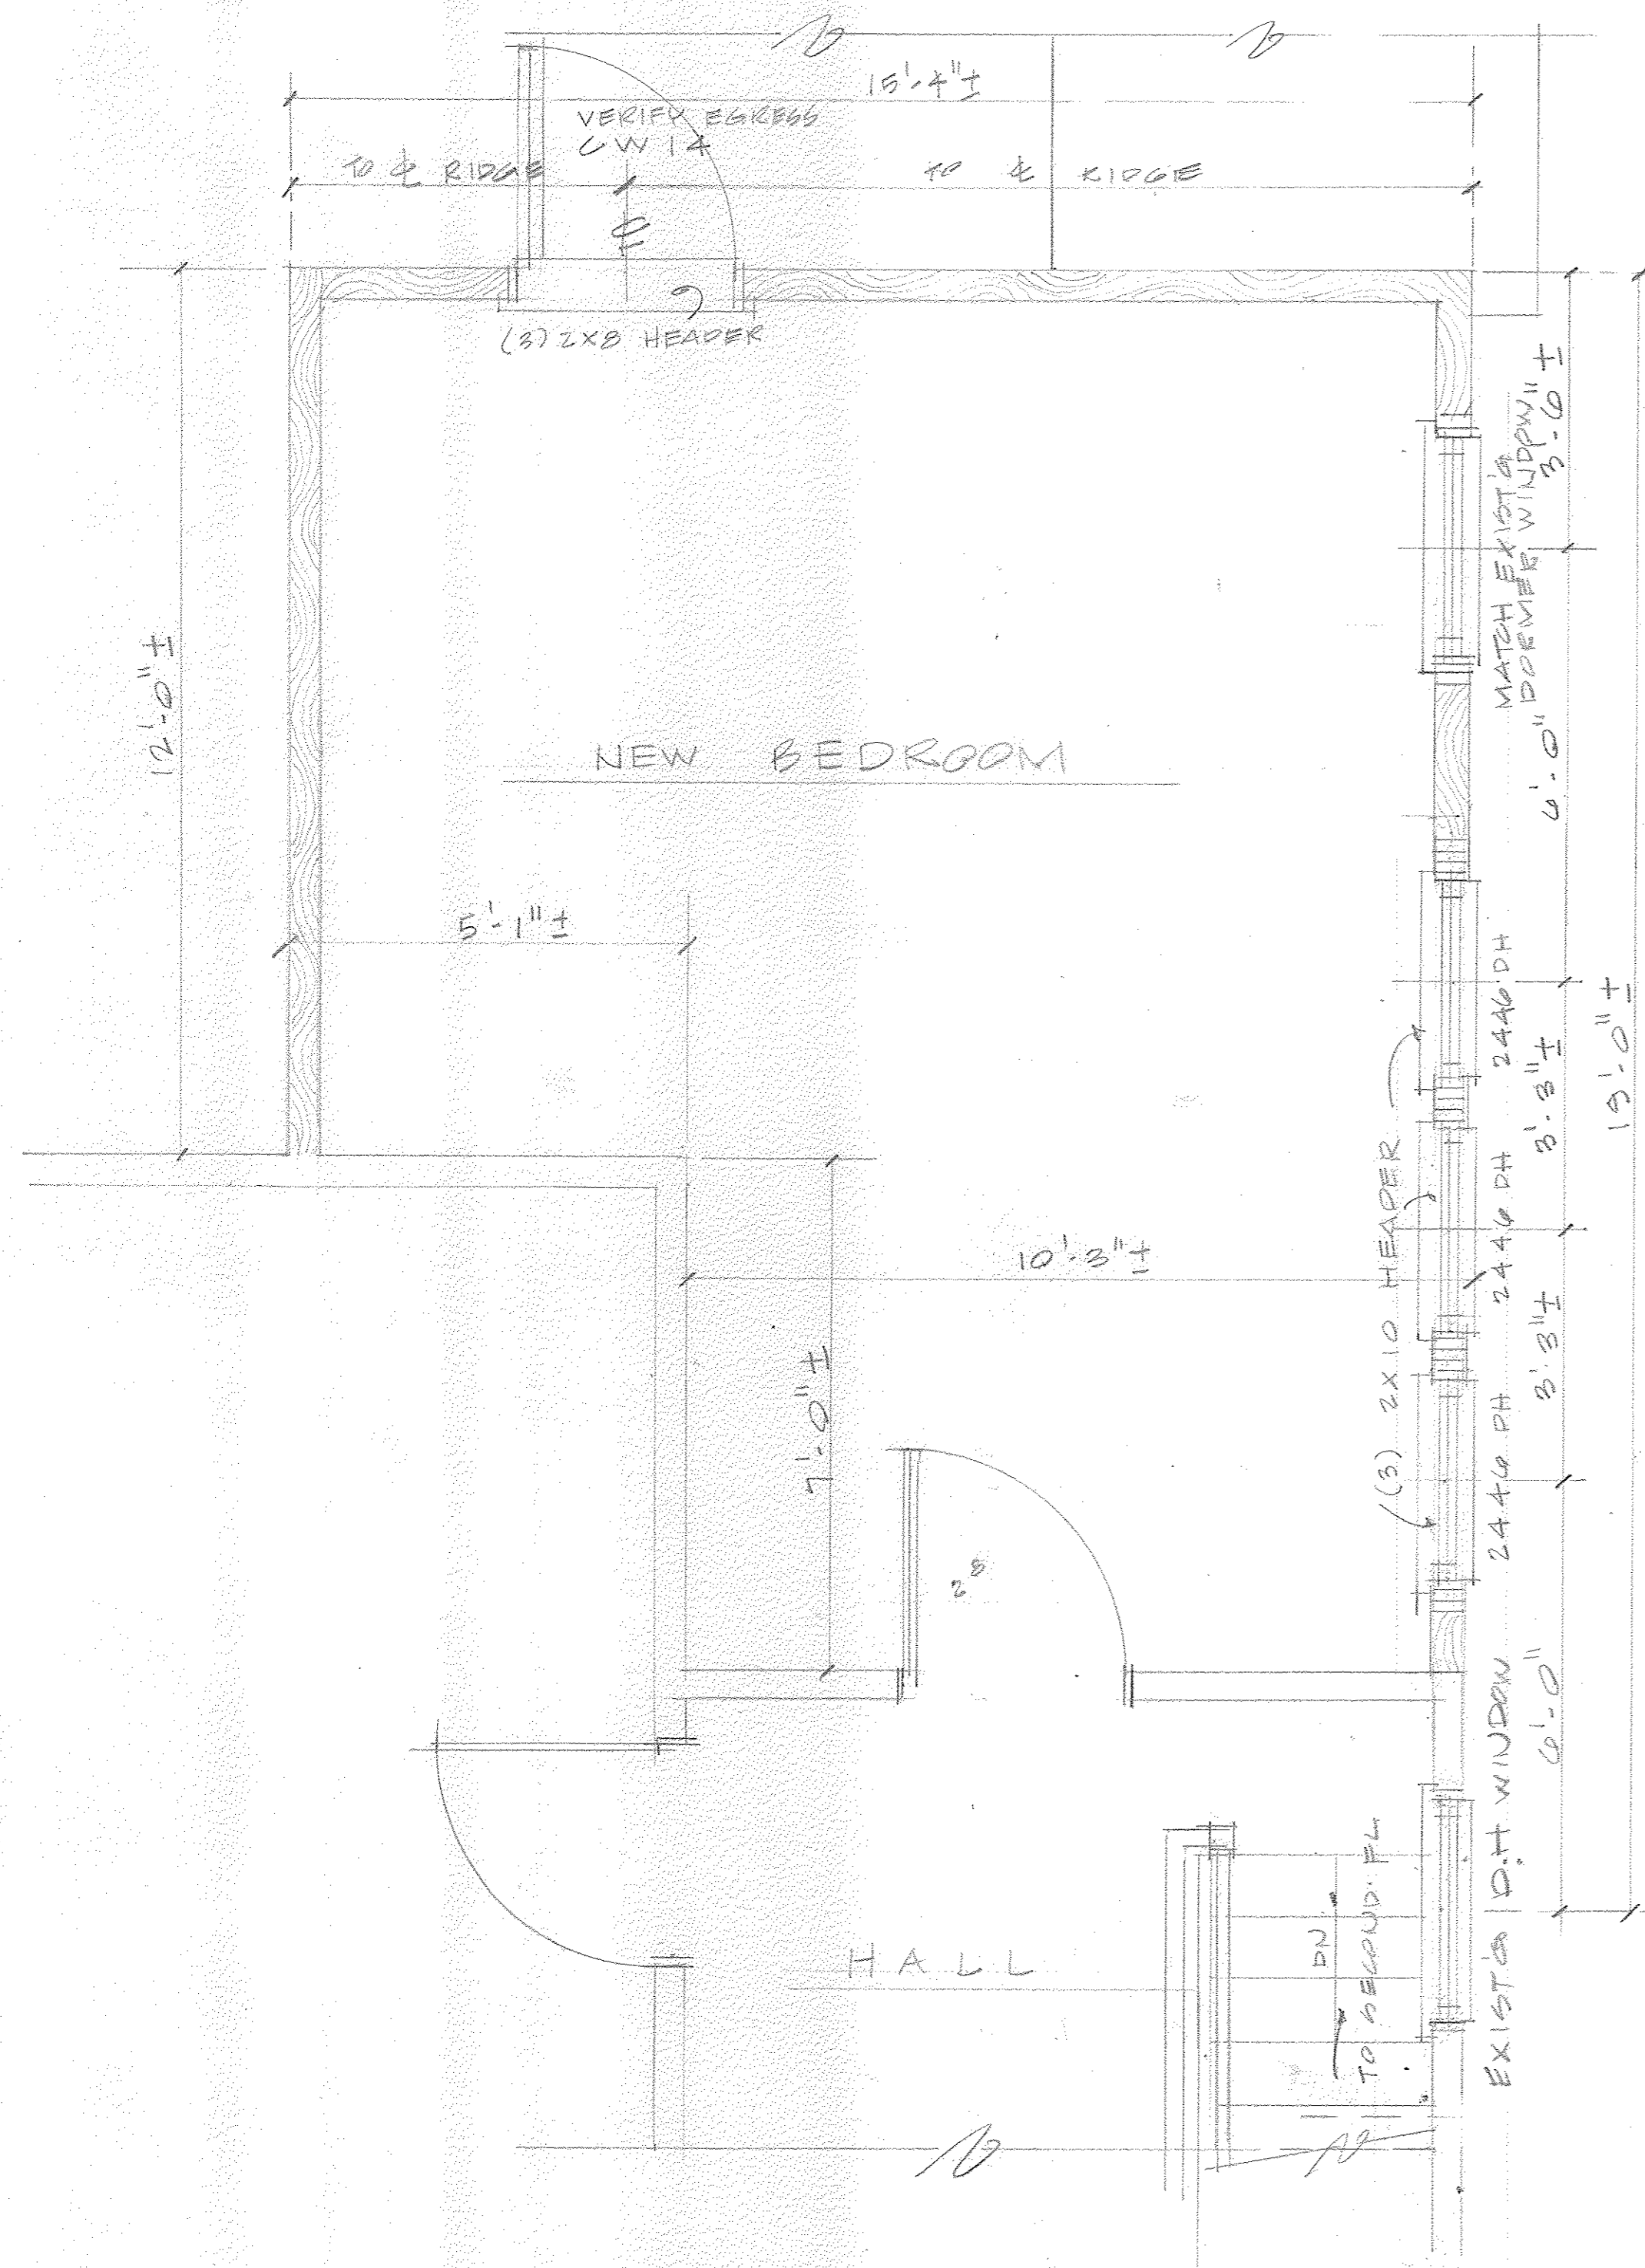 15'-4"±
VERIFY EGRESS
CW14
TO ℄ RIDGE
TO ℄ RIDGE
(3) 2X8 HEADER
3'-6"±
MATCH EXIST'G
DORMER WINDOW
12'-0"±
6'-0"
NEW BEDROOM
5'-1"±
2446 DH
3'-3"±
19'-0"±
(3) 2X10 HEADER
2446 DH
10'-3"±
3'-3"±
7'-0"±
2446 DH
2⁸
6'-0"
EXIST'G D.H WINDOW
HALL
DN
TO SECOND FL